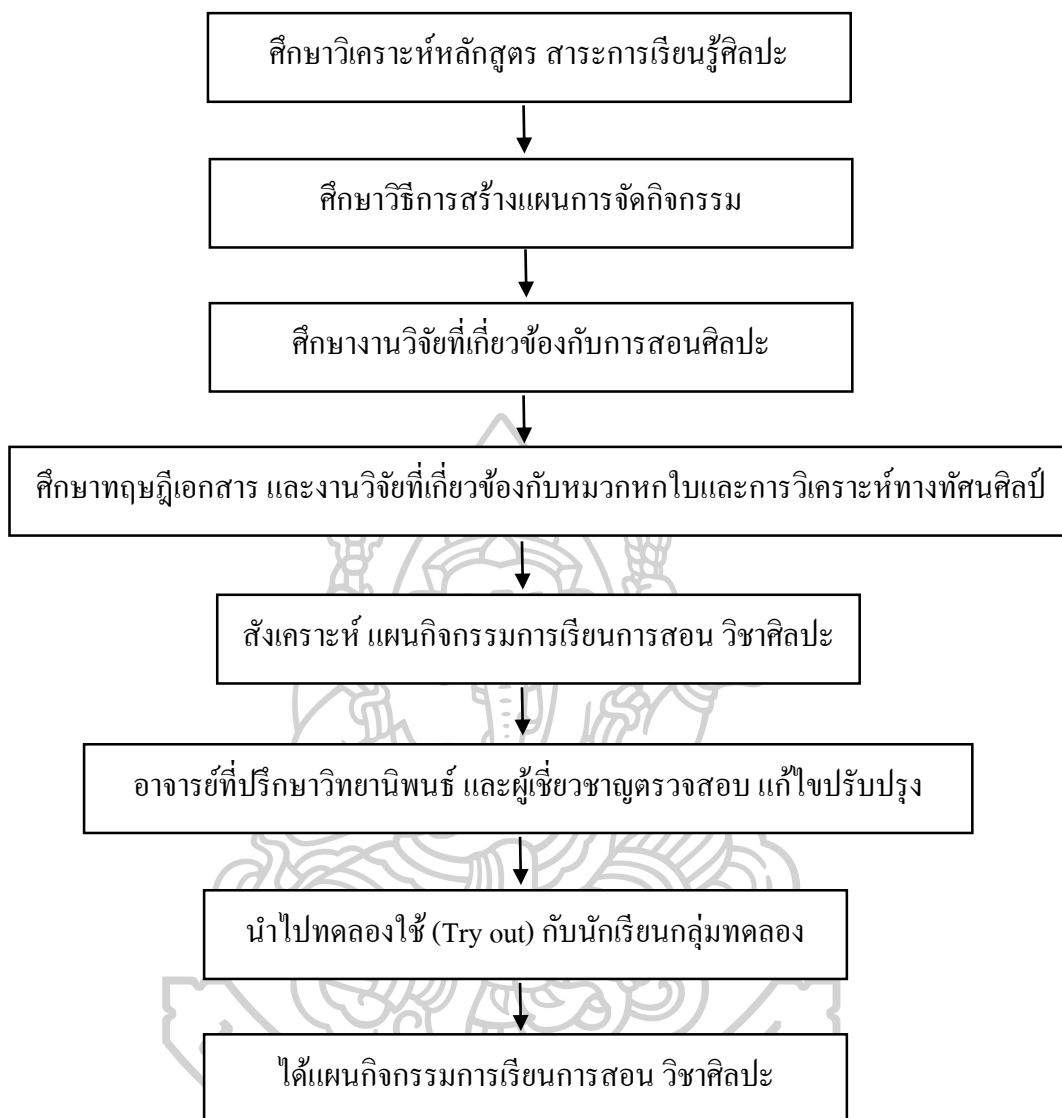 ศึกษาวิเคราะห์หลักสูตร สาระการเรียนรู้ศิลปะ
ศึกษาวิธีการสร้างแผนการจัดกิจกรรม
ศึกษางานวิจัยที่เกี่ยวข้องกับการสอนศิลปะ
ศึกษาทฤษฎีเอกสาร และงานวิจัยที่เกี่ยวข้องกับหมวกหกใบและการวิเคราะห์ทางทัศนศิลป์
สังเคราะห์ แผนกิจกรรมการเรียนการสอน วิชาศิลปะ
อาจารย์ที่ปรึกษาวิทยานิพนธ์ และผู้เชี่ยวชาญตรวจสอบ แก้ไขปรับปรุง
นำไปทดลองใช้ (Try out) กับนักเรียนกลุ่มทดลอง
ได้แผนกิจกรรมการเรียนการสอน วิชาศิลปะ